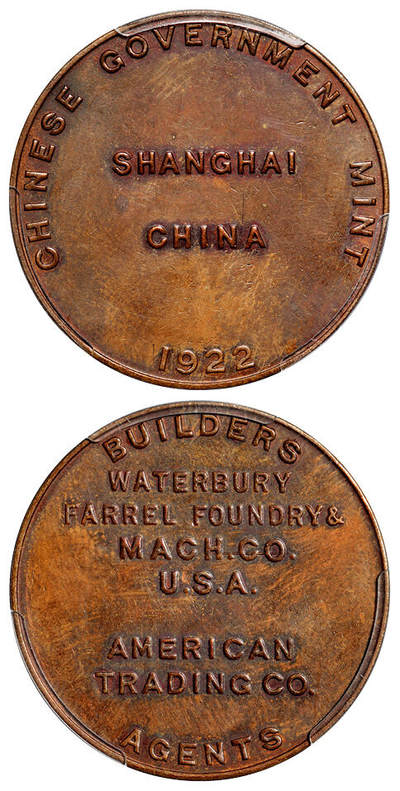 CHINESE GOVERNMENT MINT
SHANGHAI
CHINA
1922
BUILDERS
WATERBURY
FARREL FOUNDRY&
MACH.CO.
U.S.A.
AMERICAN
TRADING CO.
AGENTS